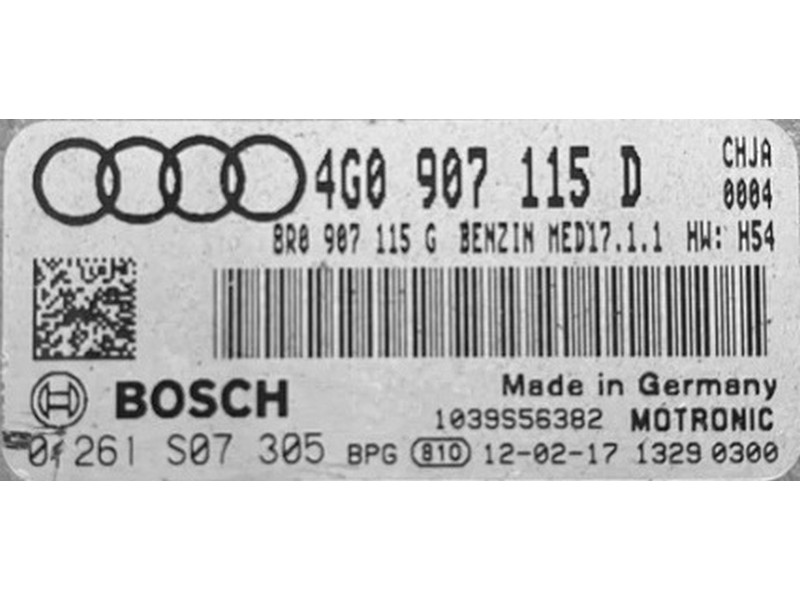 4G0 907 115 D CHJA
0004
8R0 907 115 G BENZIN MED17.1.1 HW: H54
BOSCH
Made in Germany
1039S56382 MOTRONIC
0 261 S07 305 BPG 810 12-02-17 1329 0300